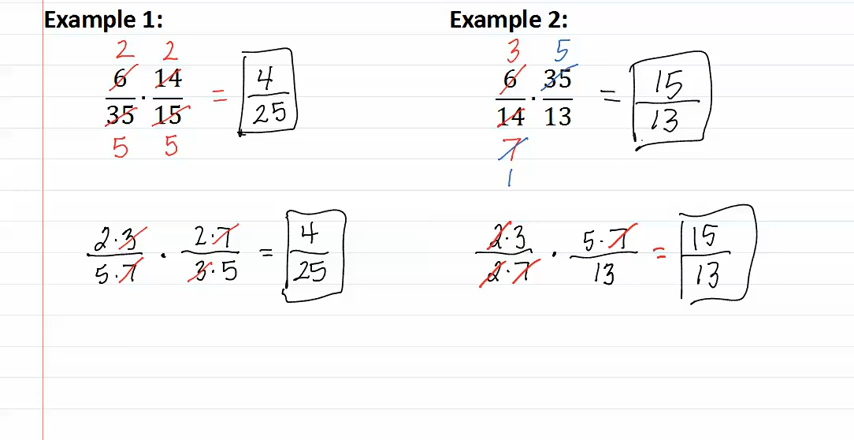 Example 1:
2 2
6/35 · 14/15 = 4/25
5 5
2·3/5·7 · 2·7/3·5 = 4/25
Example 2:
3 5
6/14 · 35/13 = 15/13
7
1
2·3/2·7 · 5·7/13 = 15/13